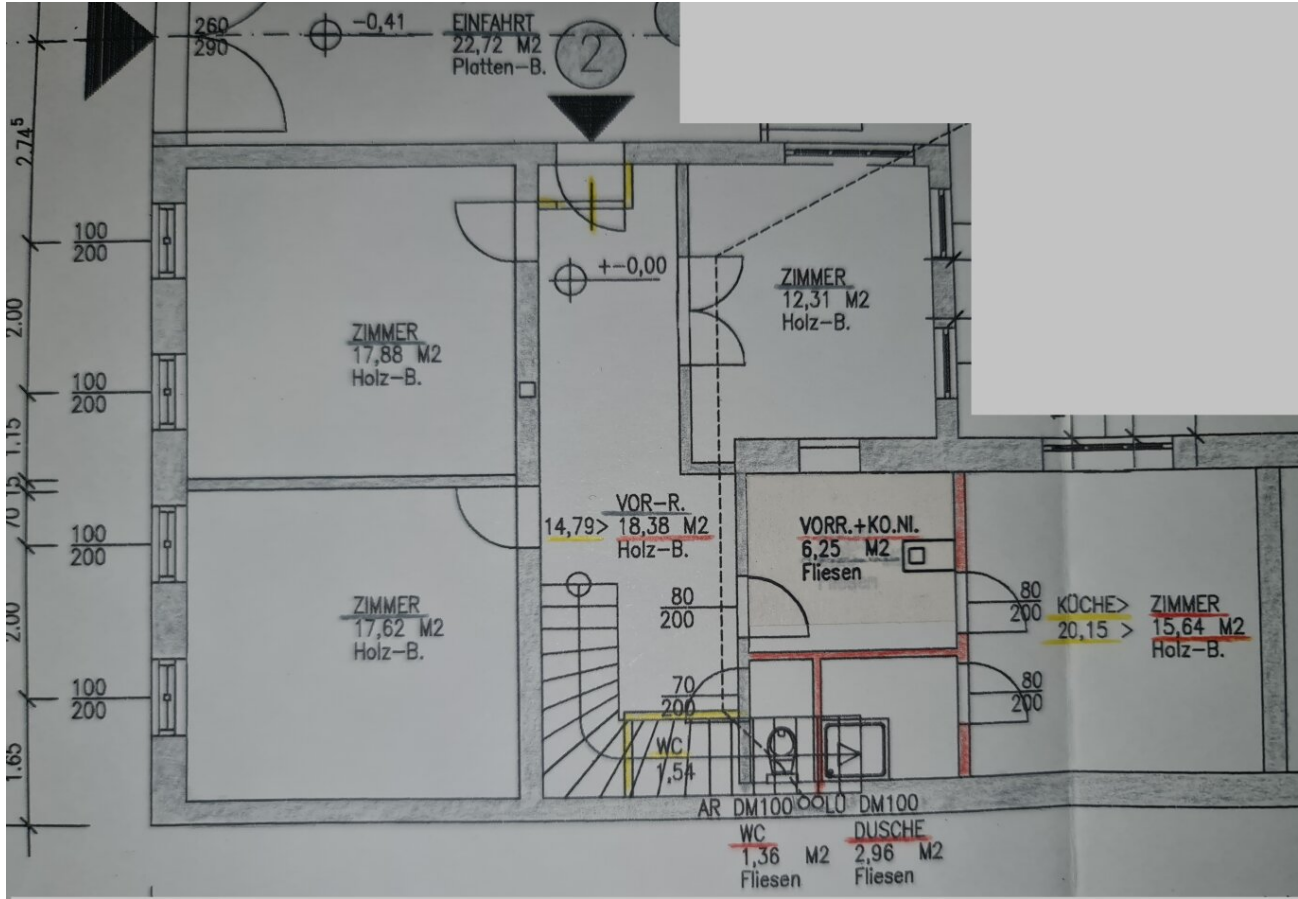 260
290
-0,41
EINFAHRT
22,72 M2
Platten-B.
2
2.74⁵
100
200
+-0,00
ZIMMER
12,31 M2
Holz-B.
2.00
ZIMMER
17,88 M2
Holz-B.
100
200
1.15
15
70
VOR-R.
14,79> 18,38 M2
Holz-B.
VORR.+KO.NI.
6,25 M2
Fliesen
100
200
80
200
80
200
KÜCHE> ZIMMER
20,15 > 15,64 M2
Holz-B.
ZIMMER
17,62 M2
Holz-B.
2.00
100
200
70
200
80
200
WC
1,54
1.65
AR DM100 LÜ DM100
WC
1,36 M2
Fliesen
DUSCHE
2,96 M2
Fliesen